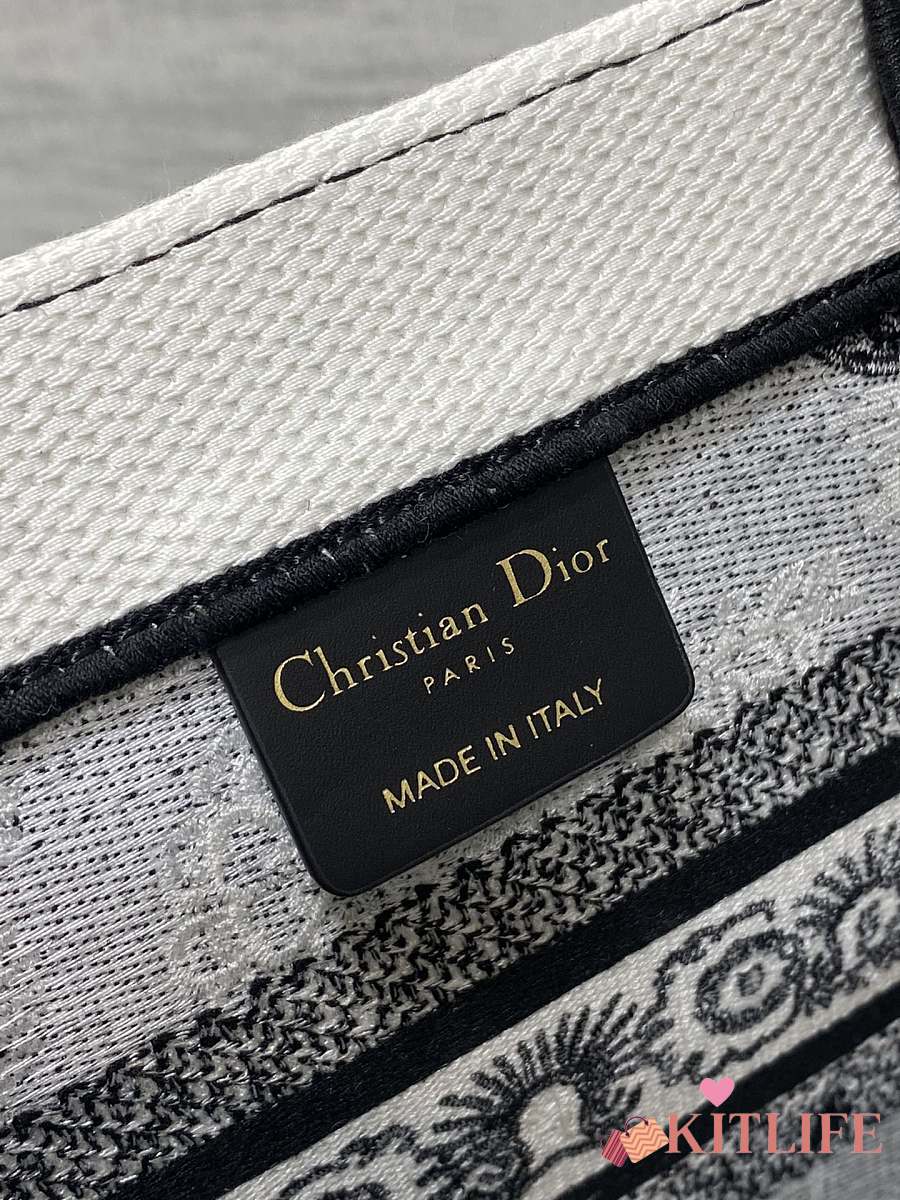 Christian Dior
PARIS
MADE IN ITALY
KITLIFE